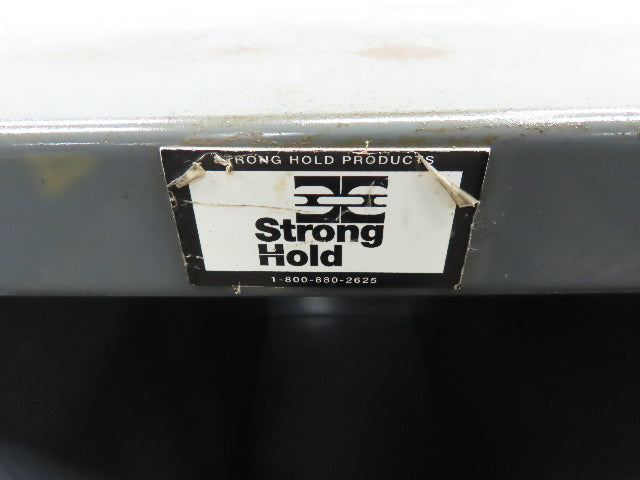 STRONG HOLD PRODUCTS
Strong
Hold
1-800-880-2625